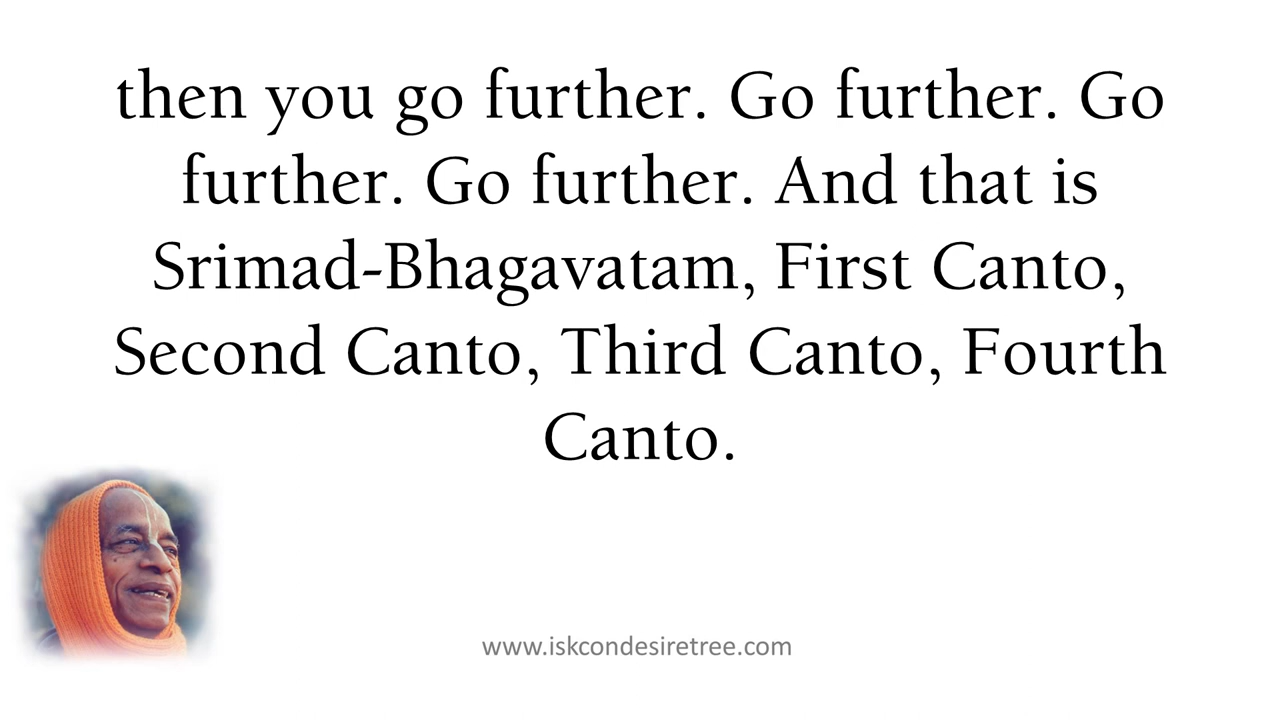 then you go further. Go further. Go
further. Go further. And that is
Srimad-Bhagavatam, First Canto,
Second Canto, Third Canto, Fourth
Canto.
www.iskcondesiretree.com